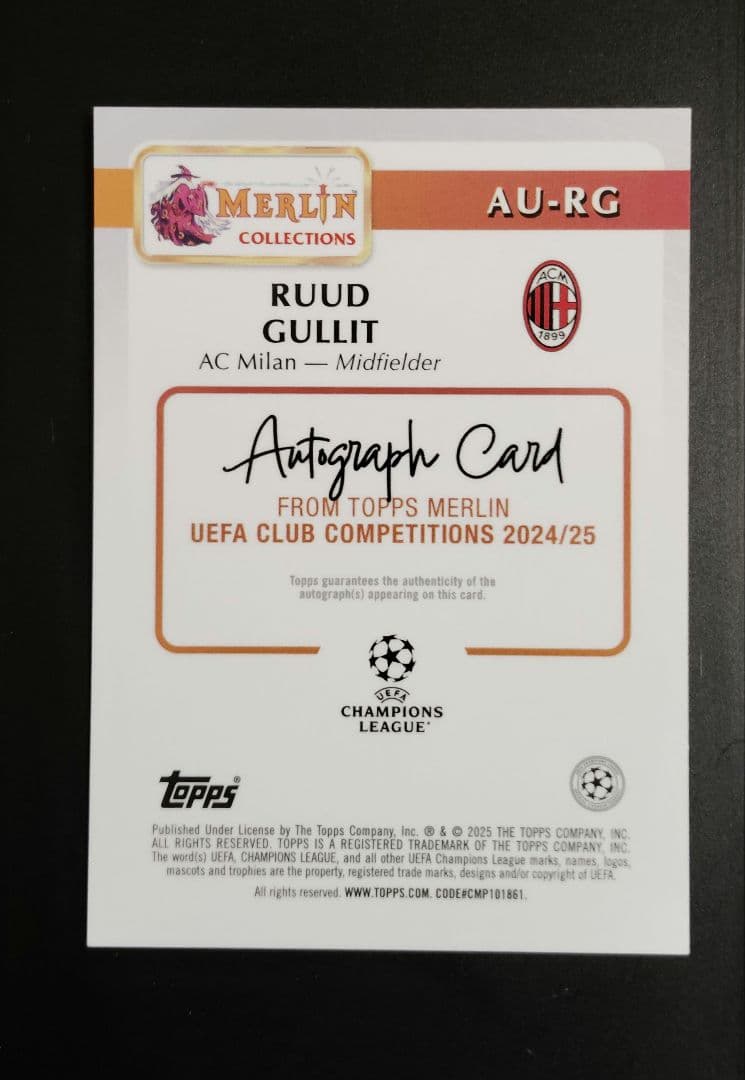 MERLIN™
COLLECTIONS
AU-RG
RUUD
GULLIT
AC Milan — Midfielder
ACM
1899
Autograph Card
FROM TOPPS MERLIN
UEFA CLUB COMPETITIONS 2024/25
Topps guarantees the authenticity of the
autograph(s) appearing on this card.
UEFA
CHAMPIONS
LEAGUE®
Topps®
Published Under License by The Topps Company, Inc. ® & © 2025 THE TOPPS COMPANY, INC.
ALL RIGHTS RESERVED. TOPPS IS A REGISTERED TRADEMARK OF THE TOPPS COMPANY, INC.
The word(s) UEFA, CHAMPIONS LEAGUE, and all other UEFA Champions League marks, names, logos,
mascots and trophies are the property, registered trade marks, designs and/or copyright of UEFA.
All rights reserved. WWW.TOPPS.COM. CODE#CMP101861.